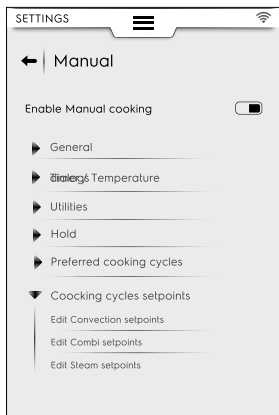 SETTINGS
Manual
Enable Manual cooking
General
Temperature
Utilities
Hold
Preferred cooking cycles
Coocking cycles setpoints
Edit Convection setpoints
Edit Combi setpoints
Edit Steam setpoints